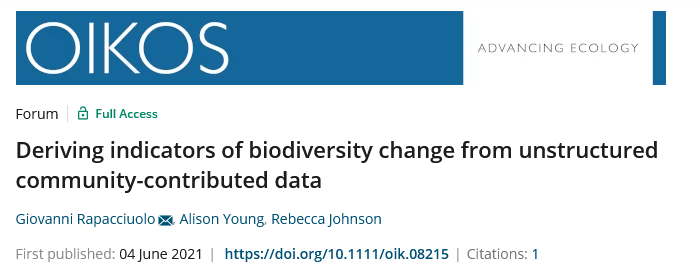 OIKOS
ADVANCING ECOLOGY
Forum | Full Access
Deriving indicators of biodiversity change from unstructured
community-contributed data
Giovanni Rapacciuolo, Alison Young, Rebecca Johnson
First published: 04 June 2021 | https://doi.org/10.1111/oik.08215 | Citations: 1